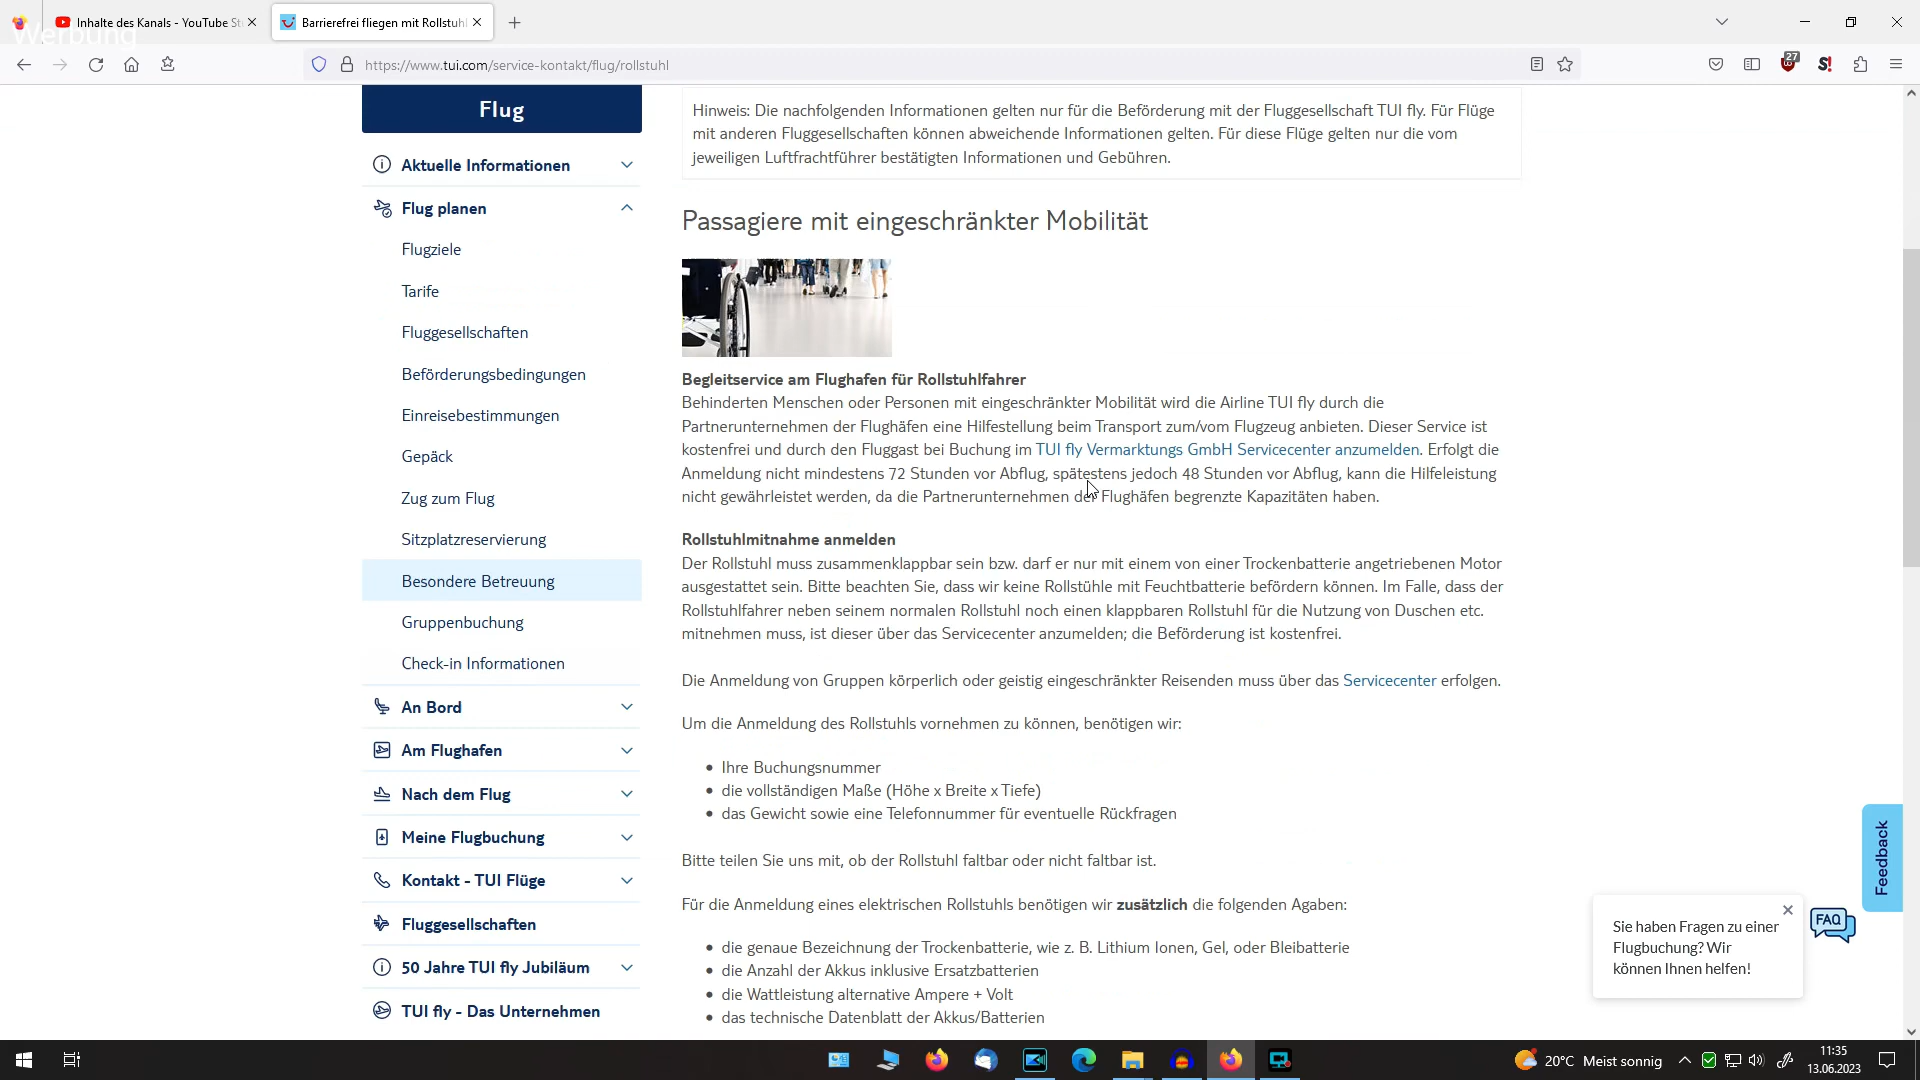 Inhalte des Kanals - YouTube St
Barrierefrei fliegen mit Rollstuhl
Werbung
https://www.tui.com/service-kontakt/flug/rollstuhl
27
S!
Flug
Aktuelle Informationen
Flug planen
Flugziele
Tarife
Fluggesellschaften
Beförderungsbedingungen
Einreisebestimmungen
Gepäck
Zug zum Flug
Sitzplatzreservierung
Besondere Betreuung
Gruppenbuchung
Check-in Informationen
An Bord
Am Flughafen
Nach dem Flug
Meine Flugbuchung
Kontakt - TUI Flüge
Fluggesellschaften
50 Jahre TUI fly Jubiläum
TUI fly - Das Unternehmen
Hinweis: Die nachfolgenden Informationen gelten nur für die Beförderung mit der Fluggesellschaft TUI fly. Für Flüge
mit anderen Fluggesellschaften können abweichende Informationen gelten. Für diese Flüge gelten nur die vom
jeweiligen Luftfrachtführer bestätigten Informationen und Gebühren.
Passagiere mit eingeschränkter Mobilität
Begleitservice am Flughafen für Rollstuhlfahrer
Behinderten Menschen oder Personen mit eingeschränkter Mobilität wird die Airline TUI fly durch die
Partnerunternehmen der Flughäfen eine Hilfestellung beim Transport zum/vom Flugzeug anbieten. Dieser Service ist
kostenfrei und durch den Fluggast bei Buchung im TUI fly Vermarktungs GmbH Servicecenter anzumelden. Erfolgt die
Anmeldung nicht mindestens 72 Stunden vor Abflug, spätestens jedoch 48 Stunden vor Abflug, kann die Hilfeleistung
nicht gewährleistet werden, da die Partnerunternehmen der Flughäfen begrenzte Kapazitäten haben.
Rollstuhlmitnahme anmelden
Der Rollstuhl muss zusammenklappbar sein bzw. darf er nur mit einem von einer Trockenbatterie angetriebenen Motor
ausgestattet sein. Bitte beachten Sie, dass wir keine Rollstühle mit Feuchtbatterie befördern können. Im Falle, dass der
Rollstuhlfahrer neben seinem normalen Rollstuhl noch einen klappbaren Rollstuhl für die Nutzung von Duschen etc.
mitnehmen muss, ist dieser über das Servicecenter anzumelden; die Beförderung ist kostenfrei.
Die Anmeldung von Gruppen körperlich oder geistig eingeschränkter Reisenden muss über das Servicecenter erfolgen.
Um die Anmeldung des Rollstuhls vornehmen zu können, benötigen wir:
• Ihre Buchungsnummer
• die vollständigen Maße (Höhe x Breite x Tiefe)
• das Gewicht sowie eine Telefonnummer für eventuelle Rückfragen
Bitte teilen Sie uns mit, ob der Rollstuhl faltbar oder nicht faltbar ist.
Für die Anmeldung eines elektrischen Rollstuhls benötigen wir zusätzlich die folgenden Agaben:
• die genaue Bezeichnung der Trockenbatterie, wie z. B. Lithium Ionen, Gel, oder Bleibatterie
• die Anzahl der Akkus inklusive Ersatzbatterien
• die Wattleistung alternative Ampere + Volt
• das technische Datenblatt der Akkus/Batterien
Feedback
Sie haben Fragen zu einer
Flugbuchung? Wir
können Ihnen helfen!
FAQ
20°C Meist sonnig
11:35
13.06.2023